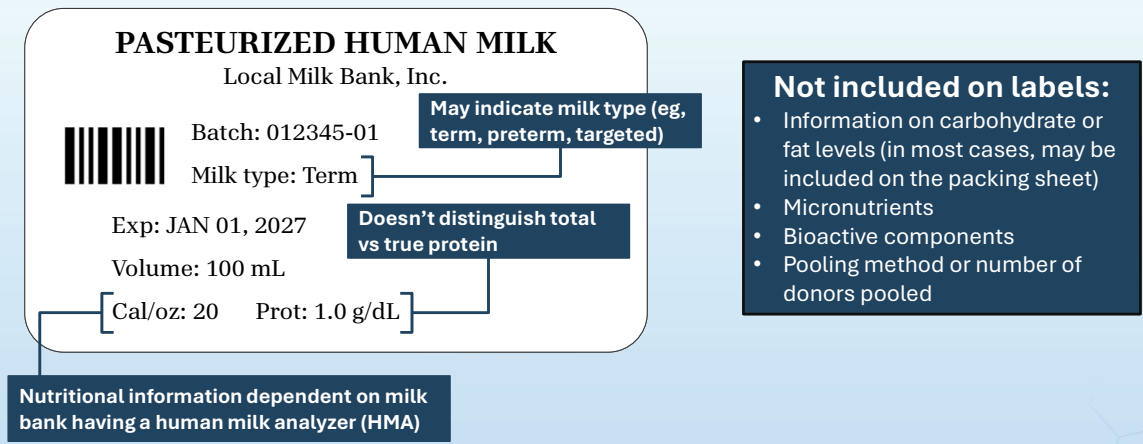 PASTEURIZED HUMAN MILK
Local Milk Bank, Inc.
Batch: 012345-01
Milk type: Term
May indicate milk type (eg,
term, preterm, targeted)
Exp: JAN 01, 2027
Doesn’t distinguish total
vs true protein
Volume: 100 mL
Cal/oz: 20 Prot: 1.0 g/dL
Nutritional information dependent on milk
bank having a human milk analyzer (HMA)
Not included on labels:
• Information on carbohydrate or
fat levels (in most cases, may be
included on the packing sheet)
• Micronutrients
• Bioactive components
• Pooling method or number of
donors pooled